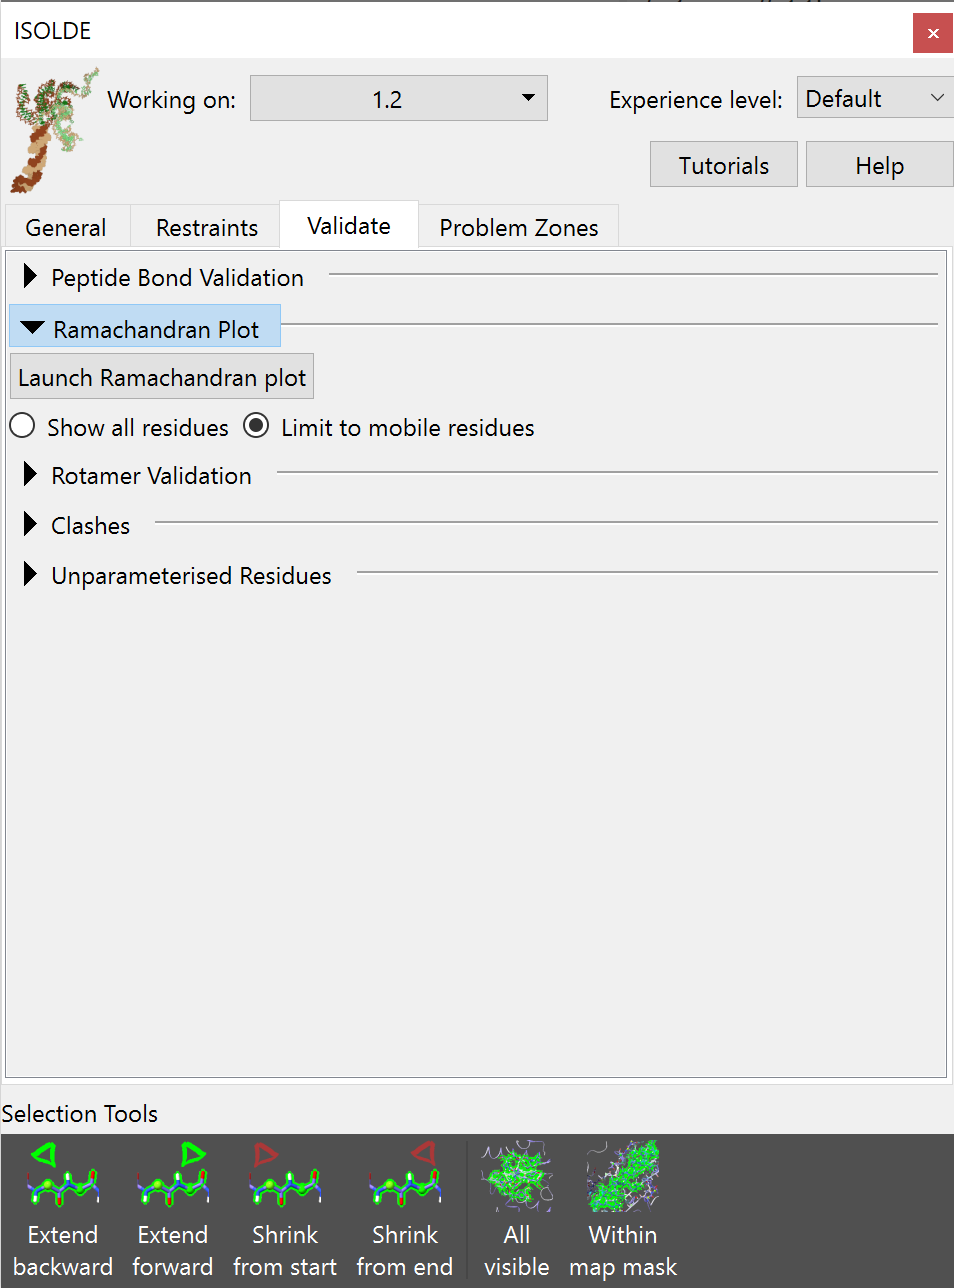 ISOLDE
Working on: 1.2 Experience level: Default
Tutorials Help
General Restraints Validate Problem Zones
Peptide Bond Validation
Ramachandran Plot
Launch Ramachandran plot
Show all residues Limit to mobile residues
Rotamer Validation
Clashes
Unparameterised Residues
Selection Tools
Extend backward
Extend forward
Shrink from start
Shrink from end
All visible
Within map mask